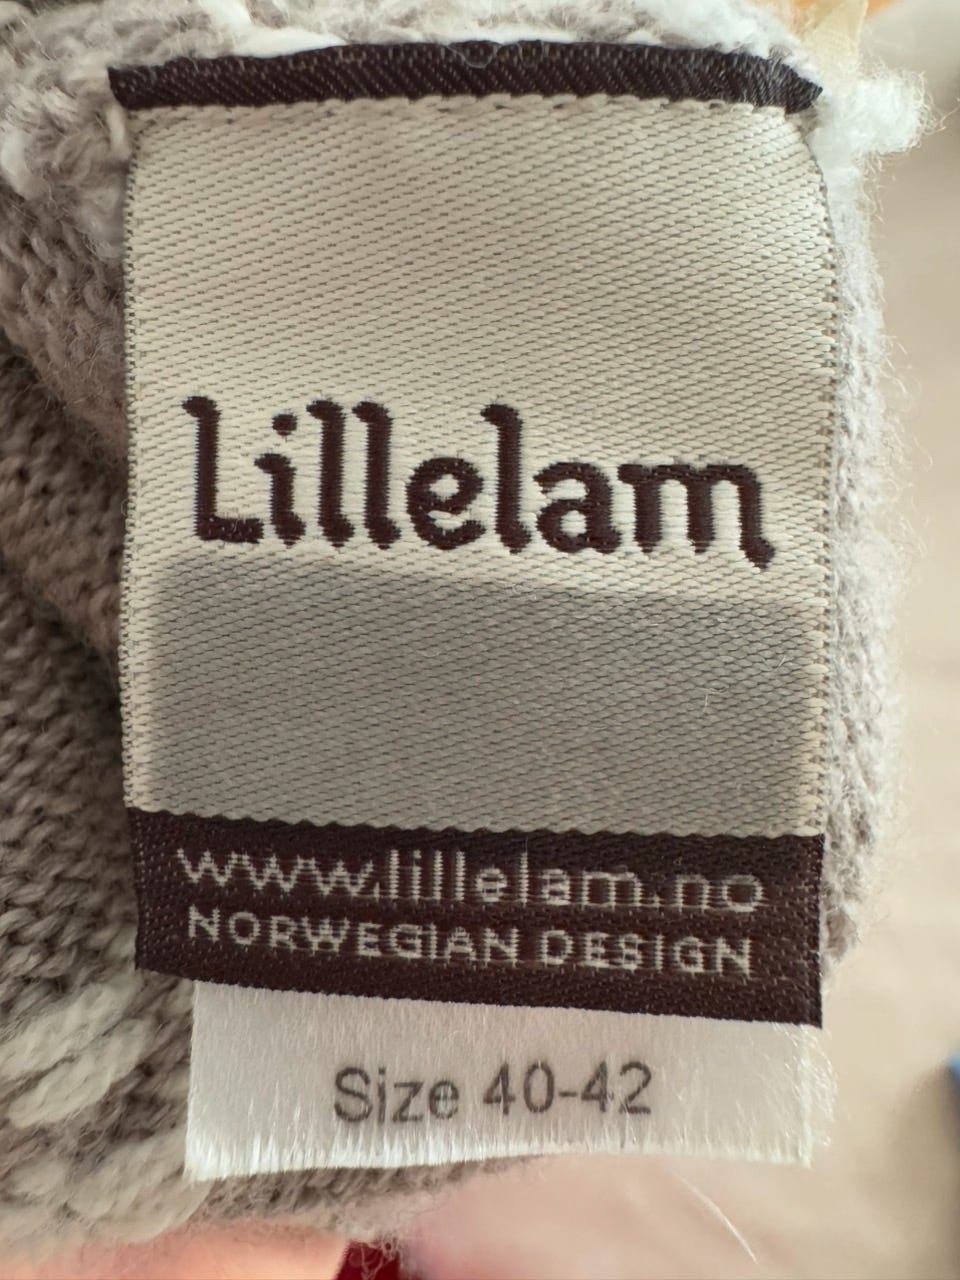 Lillelam
www.lillelam.no
NORWEGIAN DESIGN
Size 40-42